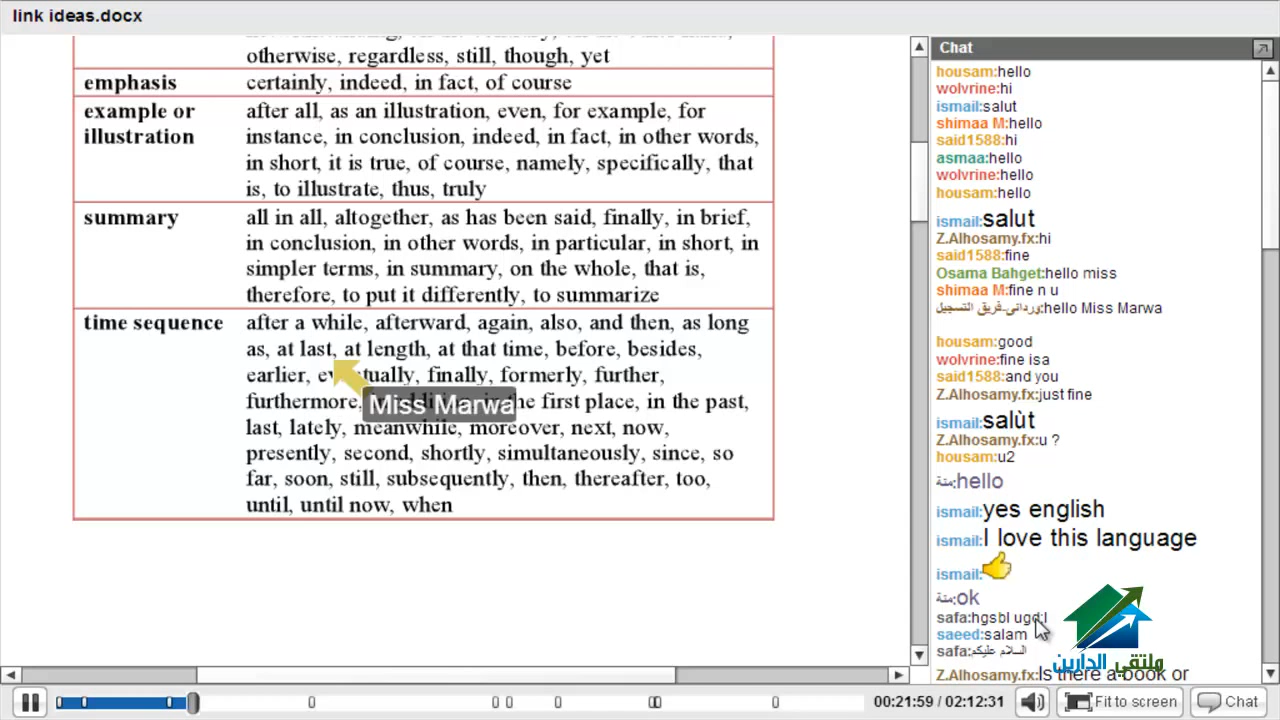 link ideas.docx
otherwise, regardless, still, though, yet
emphasis
certainly, indeed, in fact, of course
example or
illustration
after all, as an illustration, even, for example, for
instance, in conclusion, indeed, in fact, in other words,
in short, it is true, of course, namely, specifically, that
is, to illustrate, thus, truly
summary
all in all, altogether, as has been said, finally, in brief,
in conclusion, in other words, in particular, in short, in
simpler terms, in summary, on the whole, that is,
therefore, to put it differently, to summarize
time sequence
after a while, afterward, again, also, and then, as long
as, at last, at length, at that time, before, besides,
earlier, eventually, finally, formerly, further,
furthermore, the first place, in the past,
last, lately, meanwhile, moreover, next, now,
presently, second, shortly, simultaneously, since, so
far, soon, still, subsequently, then, thereafter, too,
until, until now, when
Miss Marwa
Chat
housam:hello
wolvrine:hi
ismail:salut
shimaa M:hello
said1588:hi
asmaa:hello
wolvrine:hello
housam:hello
ismail:salut
Z.Alhosamy.fx:hi
said1588:fine
Osama Bahget:hello miss
shimaa M:fine n u
ورداني-فريق التسجيل:hello Miss Marwa
housam:good
wolvrine:fine isa
said1588:and you
Z.Alhosamy.fx:just fine
ismail:salùt
Z.Alhosamy.fx:u ?
housam:u2
منة:hello
ismail:yes english
ismail:I love this language
ismail:
منة:ok
safa:hgsbl ugd;l
saeed:salam
safa:السلام عليكم
Z.Alhosamy.fx:Is there a book or
ملتقي الدارين
00:21:59 / 02:12:31
Fit to screen
Chat